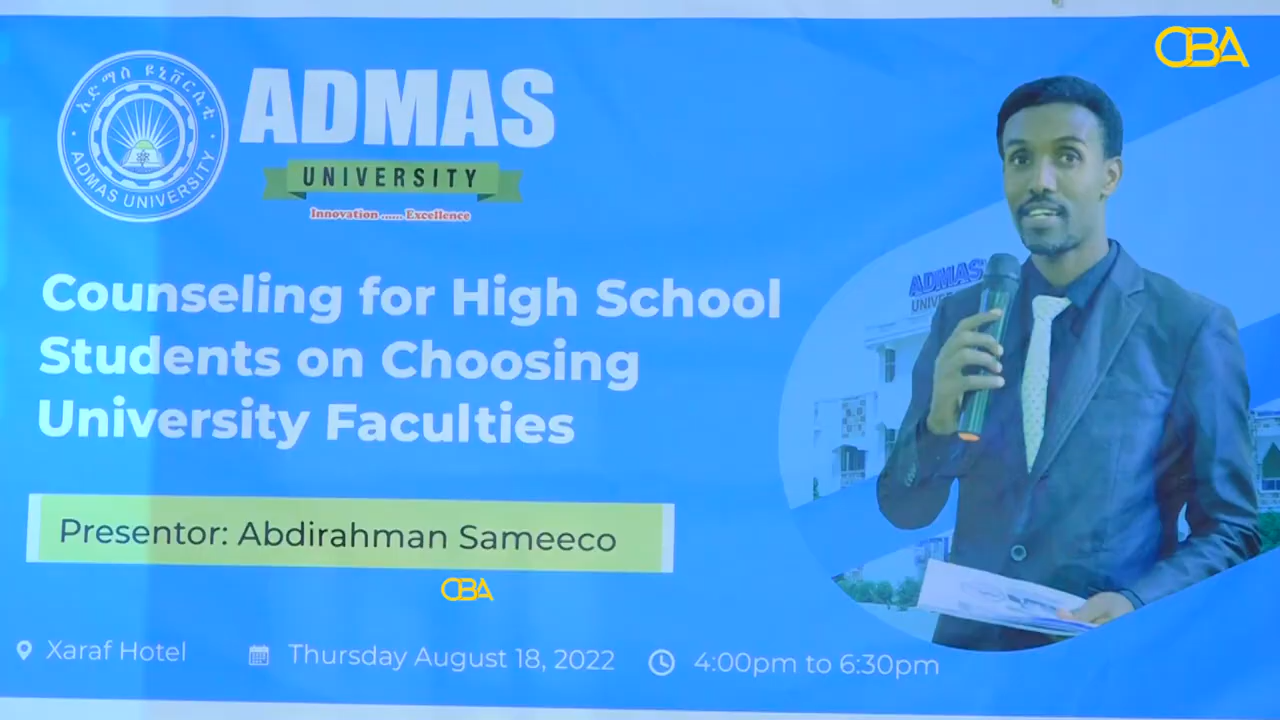 OBA
አድማስ ዩኒቨርሲቲ
ADMAS UNIVERSITY
ADMAS
UNIVERSITY
Innovation ...... Excellence
ADMAS
Counseling for High School
Students on Choosing
University Faculties
Presentor: Abdirahman Sameeco
OBA
Xaraf Hotel
Thursday August 18, 2022
4:00pm to 6:30pm